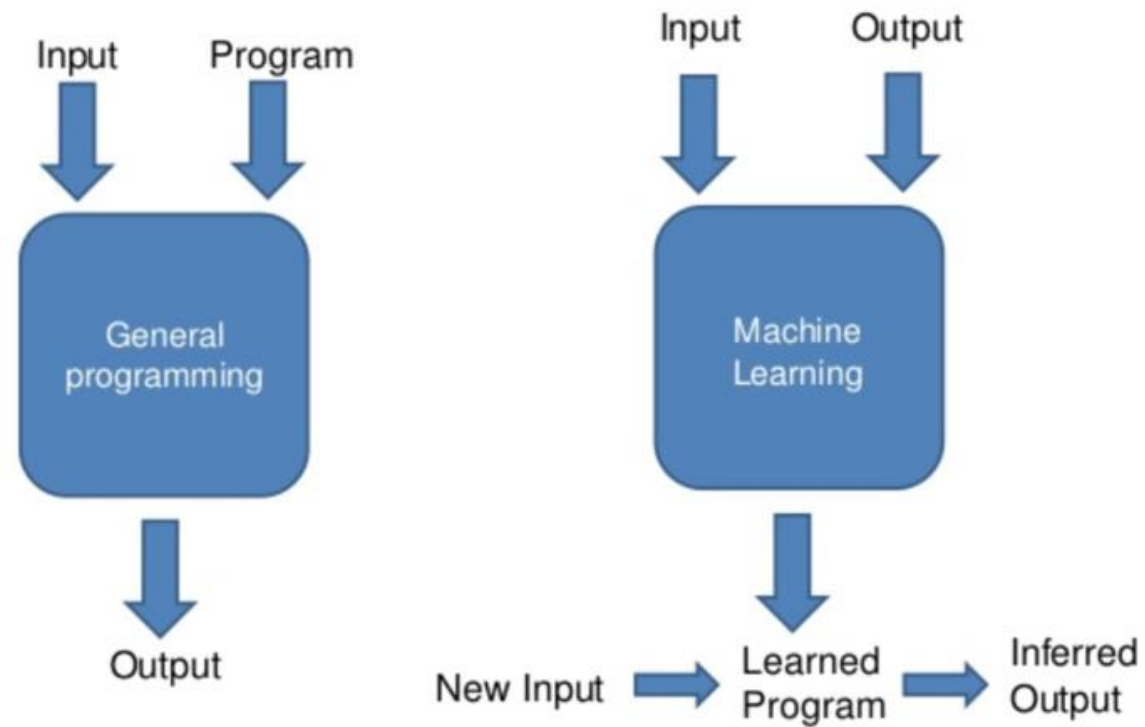 Input
Program
General
programming
Output
Input
Output
Machine
Learning
New Input
Learned
Program
Inferred
Output